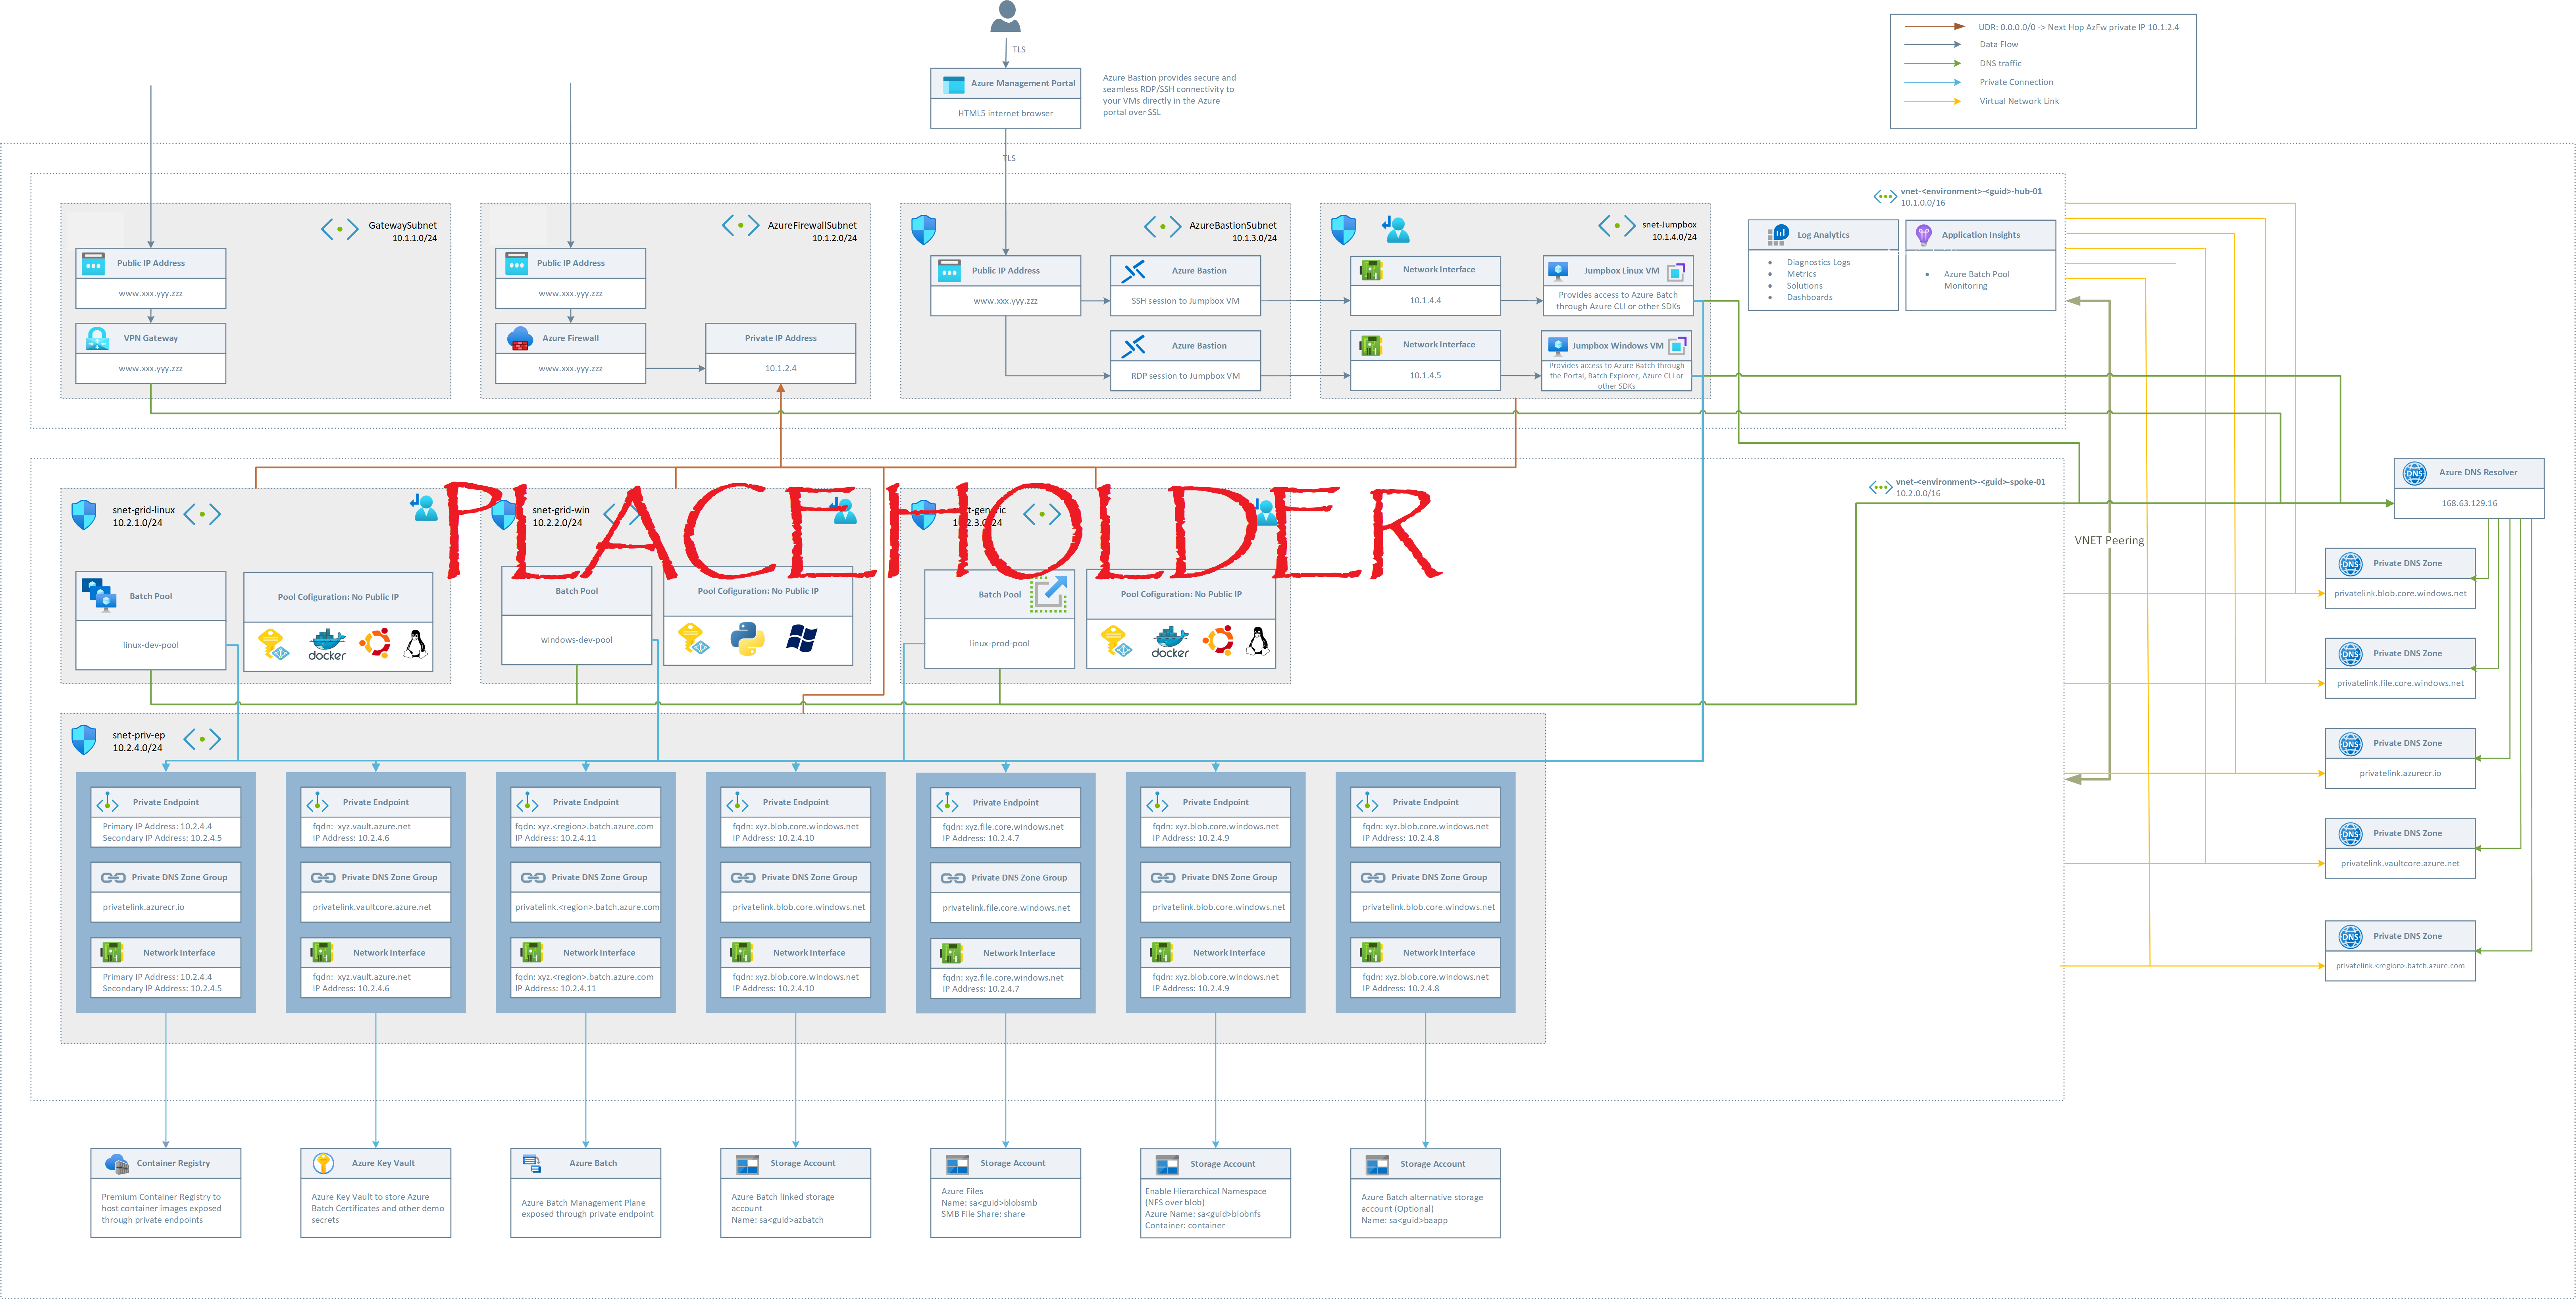 TLS
Azure Management Portal
HTML5 internet browser
Azure Bastion provides secure and
seamless RDP/SSH connectivity to
your VMs directly in the Azure
portal over SSL
UDR: 0.0.0.0/0 -> Next Hop AzFw private IP 10.1.2.4
Data Flow
DNS traffic
Private Connection
Virtual Network Link
TLS
vnet-<environment>-<guid>-hub-01
10.1.0.0/16
GatewaySubnet
10.1.1.0/24
Public IP Address
www.xxx.yyy.zzz
VPN Gateway
www.xxx.yyy.zzz
AzureFirewallSubnet
10.1.2.0/24
Public IP Address
www.xxx.yyy.zzz
Azure Firewall
www.xxx.yyy.zzz
Private IP Address
10.1.2.4
AzureBastionSubnet
10.1.3.0/24
Public IP Address
www.xxx.yyy.zzz
Azure Bastion
SSH session to Jumpbox VM
Azure Bastion
RDP session to Jumpbox VM
snet-Jumpbox
10.1.4.0/24
Network Interface
10.1.4.4
Jumpbox Linux VM
Provides access to Azure Batch
through Azure CLI or other SDKs
Network Interface
10.1.4.5
Jumpbox Windows VM
Provides access to Azure Batch through
the Portal, Batch Explorer, Azure CLI or
other SDKs
Log Analytics
Diagnostics Logs
Metrics
Solutions
Dashboards
Application Insights
Azure Batch Pool
Monitoring
VNET Peering
vnet-<environment>-<guid>-spoke-01
10.2.0.0/16
PLACEHOLDER
snet-grid-linux
10.2.1.0/24
Batch Pool
linux-dev-pool
Pool Cofiguration: No Public IP
docker
snet-grid-win
10.2.2.0/24
Batch Pool
windows-dev-pool
Pool Cofiguration: No Public IP
Batch Pool
linux-prod-pool
Pool Cofiguration: No Public IP
docker
snet-priv-ep
10.2.4.0/24
Private Endpoint
Primary IP Address: 10.2.4.4
Secondary IP Address: 10.2.4.5
Private DNS Zone Group
privatelink.azurecr.io
Network Interface
Primary IP Address: 10.2.4.4
Secondary IP Address: 10.2.4.5
Private Endpoint
fqdn: xyz.vault.azure.net
IP Address: 10.2.4.6
Private DNS Zone Group
privatelink.vaultcore.azure.net
Network Interface
fqdn: xyz.vault.azure.net
IP Address: 10.2.4.6
Private Endpoint
fqdn: xyz.<region>.batch.azure.com
IP Address: 10.2.4.11
Private DNS Zone Group
privatelink.<region>.batch.azure.com
Network Interface
fqdn: xyz.<region>.batch.azure.com
IP Address: 10.2.4.11
Private Endpoint
fqdn: xyz.blob.core.windows.net
IP Address: 10.2.4.10
Private DNS Zone Group
privatelink.blob.core.windows.net
Network Interface
fqdn: xyz.blob.core.windows.net
IP Address: 10.2.4.10
Private Endpoint
fqdn: xyz.file.core.windows.net
IP Address: 10.2.4.7
Private DNS Zone Group
privatelink.file.core.windows.net
Network Interface
fqdn: xyz.file.core.windows.net
IP Address: 10.2.4.7
Private Endpoint
fqdn: xyz.blob.core.windows.net
IP Address: 10.2.4.9
Private DNS Zone Group
privatelink.blob.core.windows.net
Network Interface
fqdn: xyz.blob.core.windows.net
IP Address: 10.2.4.9
Private Endpoint
fqdn: xyz.blob.core.windows.net
IP Address: 10.2.4.8
Private DNS Zone Group
privatelink.blob.core.windows.net
Network Interface
fqdn: xyz.blob.core.windows.net
IP Address: 10.2.4.8
Container Registry
Premium Container Registry to
host container images exposed
through private endpoints
Azure Key Vault
Azure Key Vault to store Azure
Batch Certificates and other demo
secrets
Azure Batch
Azure Batch Management Plane
exposed through private endpoint
Storage Account
Azure Batch linked storage
account
Name: sa<guid>azbatch
Storage Account
Azure Files
Name: sa<guid>blobsmb
SMB File Share: share
Storage Account
Enable Hierarchical Namespace
(NFS over blob)
Azure Name: sa<guid>blobnfs
Container: container
Storage Account
Azure Batch alternative storage
account (Optional)
Name: sa<guid>baapp
DNS
Azure DNS Resolver
168.63.129.16
DNS
Private DNS Zone
privatelink.blob.core.windows.net
DNS
Private DNS Zone
privatelink.file.core.windows.net
DNS
Private DNS Zone
privatelink.azurecr.io
DNS
Private DNS Zone
privatelink.vaultcore.azure.net
DNS
Private DNS Zone
privatelink.<region>.batch.azure.com